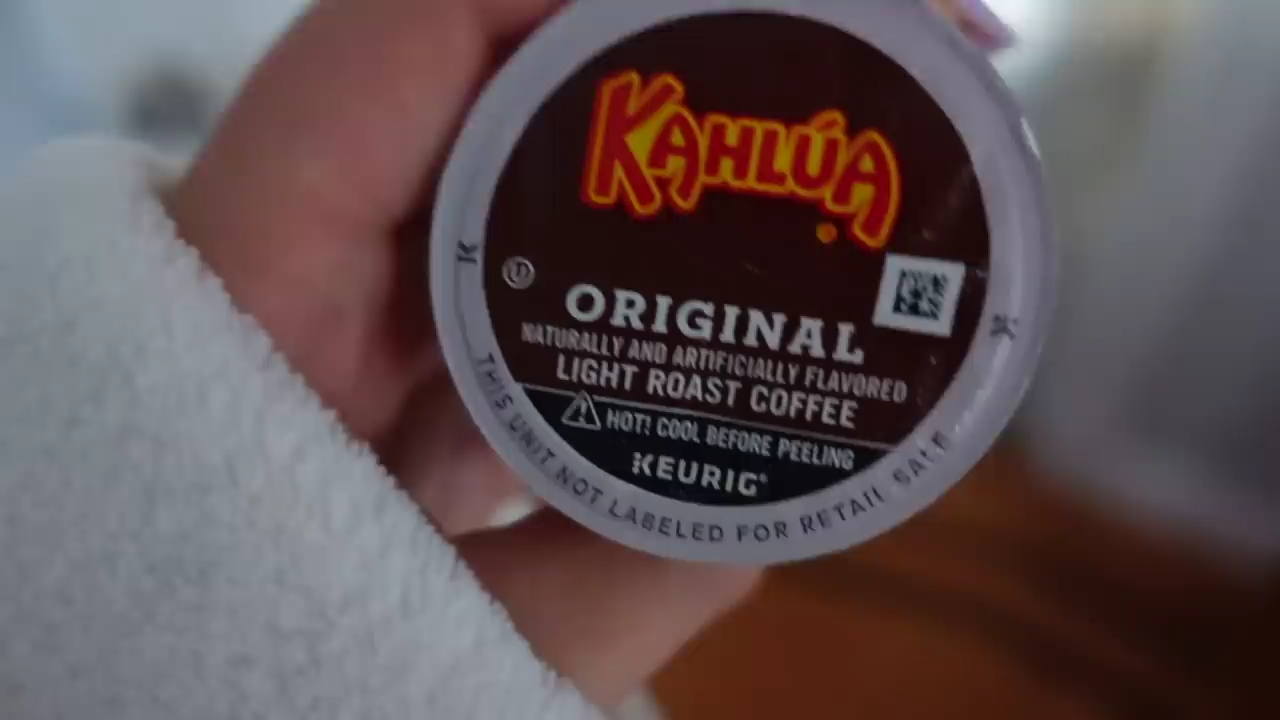 KAHLÚA
ORIGINAL
NATURALLY AND ARTIFICIALLY FLAVORED
LIGHT ROAST COFFEE
HOT! COOL BEFORE PEELING
KEURIG®
THIS UNIT NOT LABELED FOR RETAIL SALE